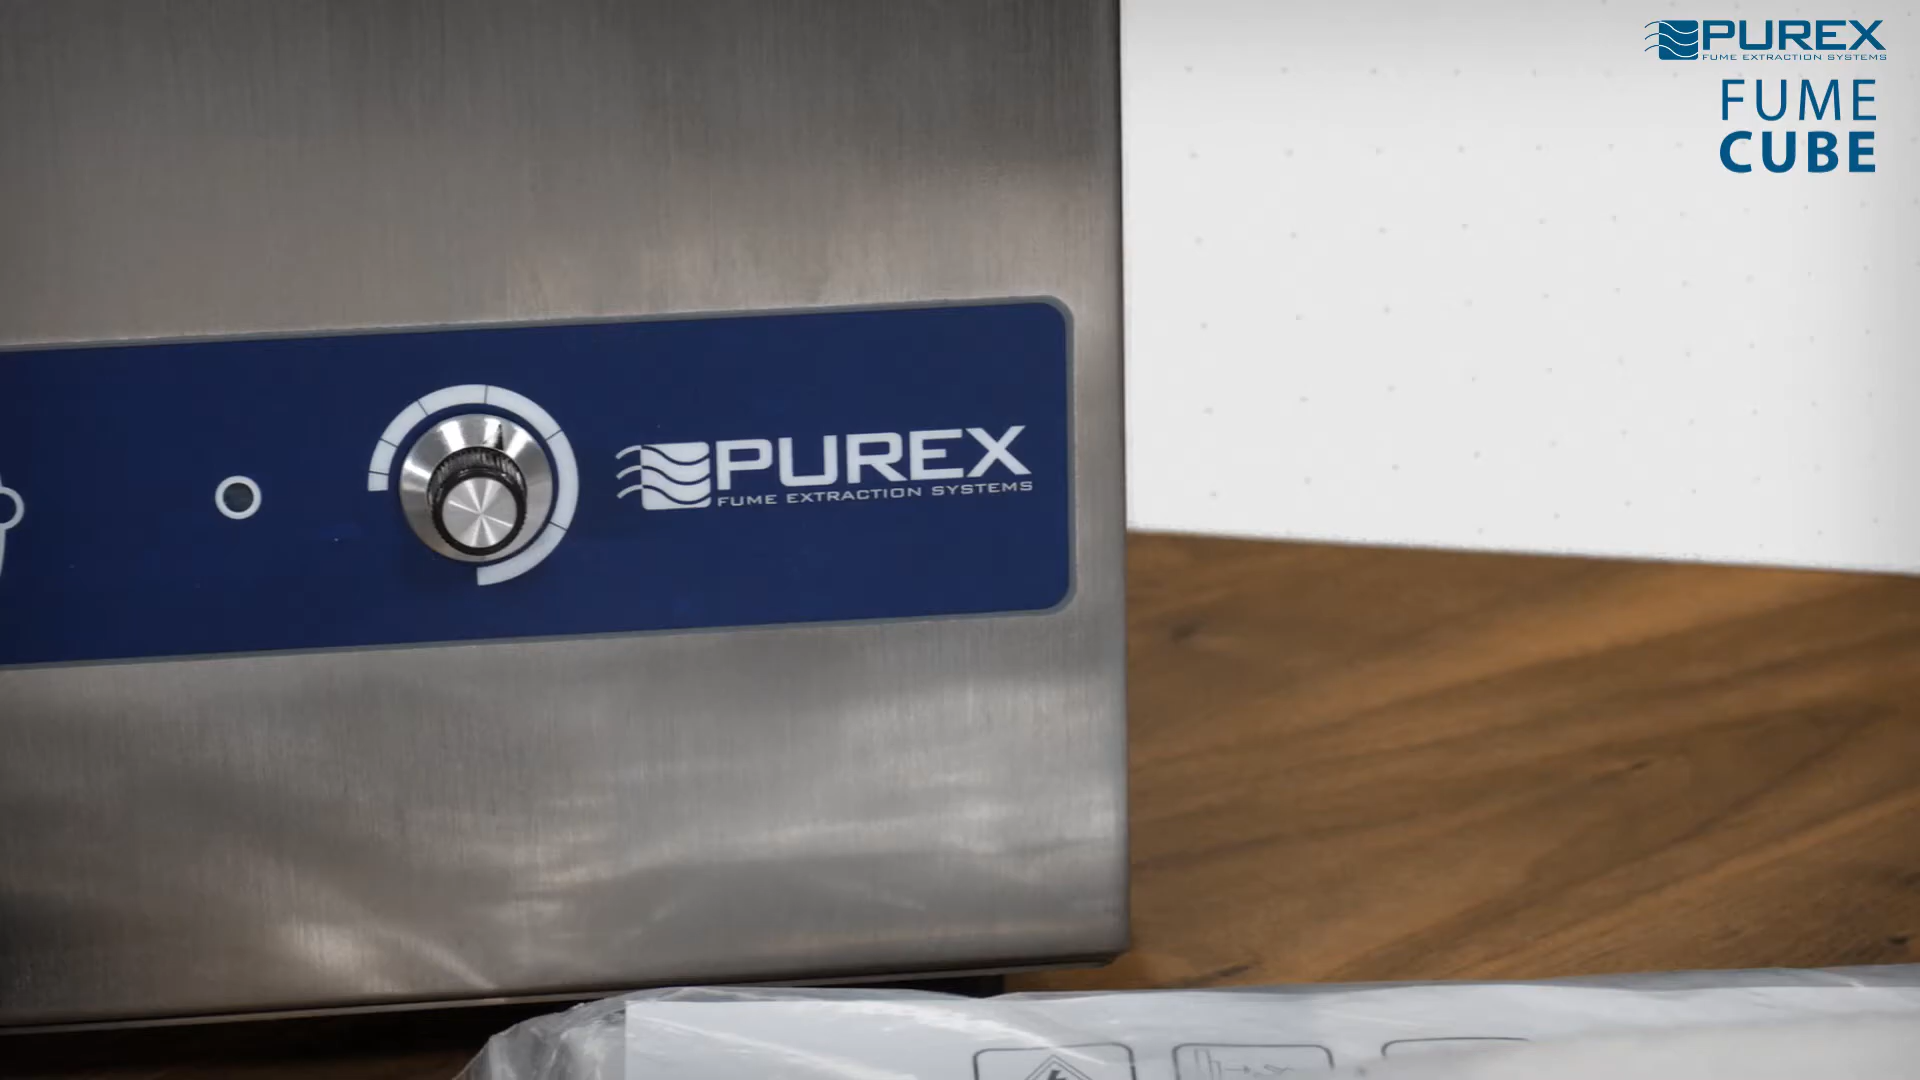 PUREX
FUME EXTRACTION SYSTEMS
FUME
CUBE
PUREX
FUME EXTRACTION SYSTEMS